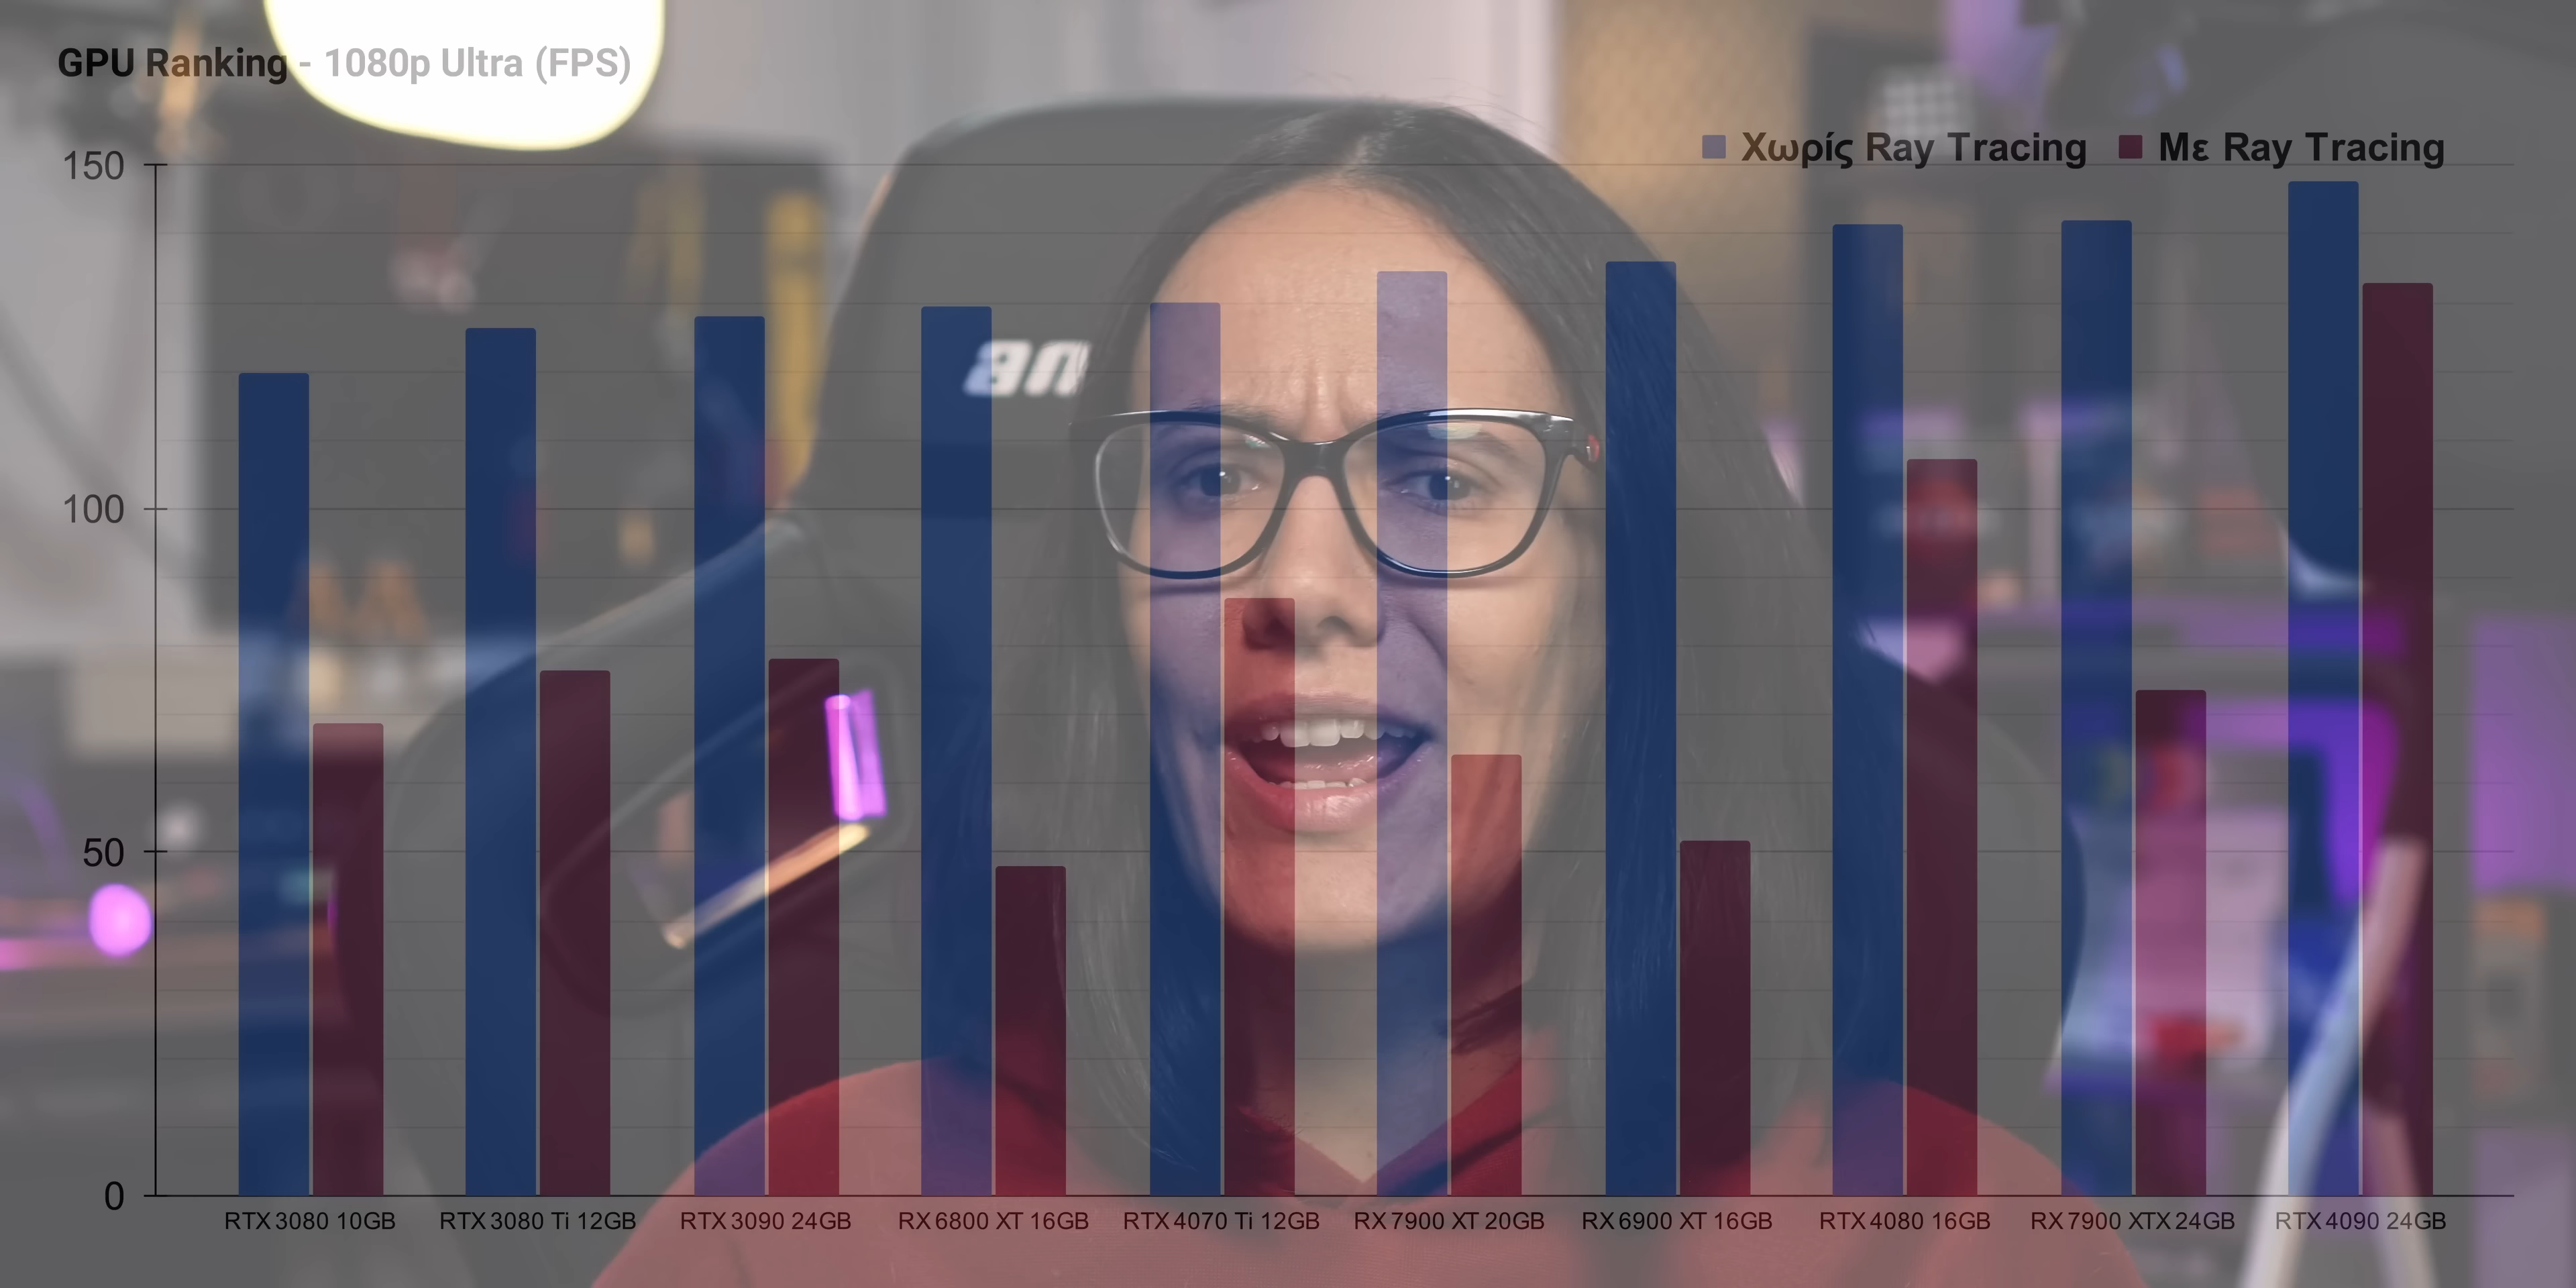 GPU Ranking - 1080p Ultra (FPS)
Χωρίς Ray Tracing Με Ray Tracing
150
100
50
0
an
RTX 3080 10GB RTX 3080 Ti 12GB RTX 3090 24GB RX 6800 XT 16GB RTX 4070 Ti 12GB RX 7900 XT 20GB RX 6900 XT 16GB RTX 4080 16GB RX 7900 XTX 24GB RTX 4090 24GB